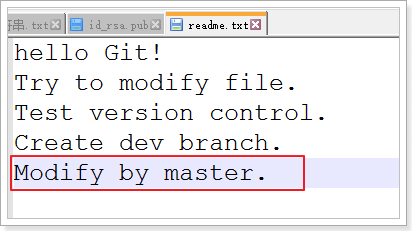 串.txt
id_rsa.pub
readme.txt
hello Git!
Try to modify file.
Test version control.
Create dev branch.
Modify by master.